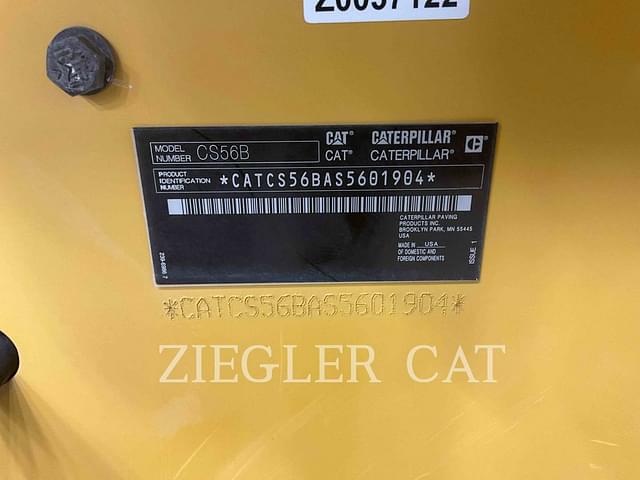 MODEL NUMBER CS56B
CAT CATERPILLAR C
CAT® CATERPILLAR®
PRODUCT IDENTIFICATION NUMBER *CATCS56BAS5601904*
CATERPILLAR PAVING
PRODUCTS INC.
BROOKLYN PARK, MN 55445
USA
MADE IN USA
OF DOMESTIC AND
FOREIGN COMPONENTS
ISSUE 1
*CATCS56BAS5601904*
ZIEGLER CAT